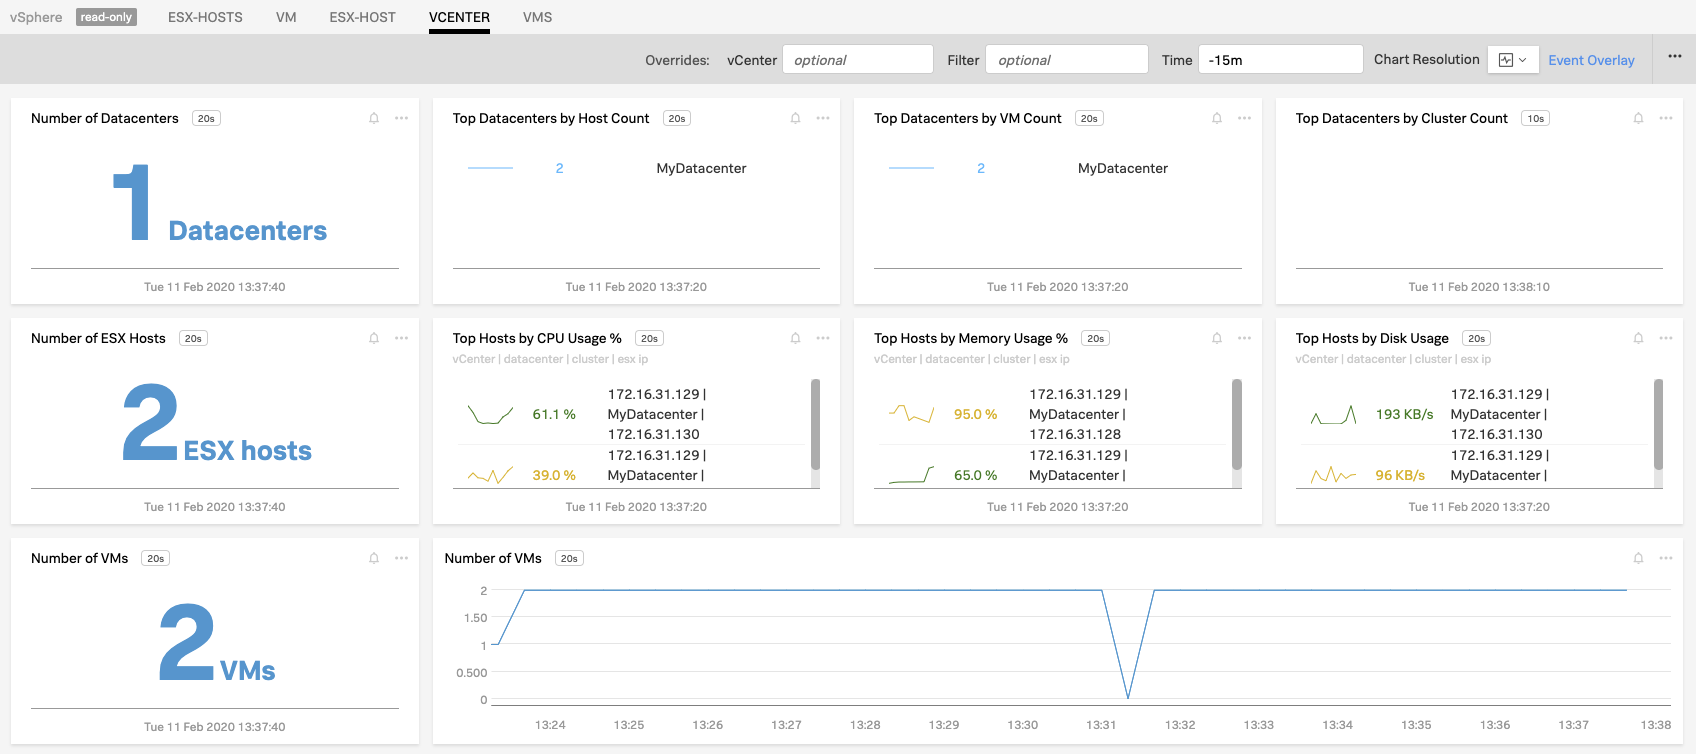 vSphere read-only ESX-HOSTS VM ESX-HOST VCENTER VMS
Overrides: vCenter optional Filter optional Time -15m Chart Resolution Event Overlay
Number of Datacenters 20s
1 Datacenters
Tue 11 Feb 2020 13:37:40
Top Datacenters by Host Count 20s
2 MyDatacenter
Tue 11 Feb 2020 13:37:20
Top Datacenters by VM Count 20s
2 MyDatacenter
Tue 11 Feb 2020 13:37:20
Top Datacenters by Cluster Count 10s
Tue 11 Feb 2020 13:38:10
Number of ESX Hosts 20s
2 ESX hosts
Tue 11 Feb 2020 13:37:40
Top Hosts by CPU Usage % 20s
vCenter | datacenter | cluster | esx ip
172.16.31.129 |
61.1 % MyDatacenter |
172.16.31.130
172.16.31.129 |
39.0 % MyDatacenter |
Tue 11 Feb 2020 13:37:20
Top Hosts by Memory Usage % 20s
vCenter | datacenter | cluster | esx ip
172.16.31.129 |
95.0 % MyDatacenter |
172.16.31.128
172.16.31.129 |
65.0 % MyDatacenter |
Tue 11 Feb 2020 13:37:20
Top Hosts by Disk Usage 20s
vCenter | datacenter | cluster | esx ip
172.16.31.129 |
193 KB/s MyDatacenter |
172.16.31.130
172.16.31.129 |
96 KB/s MyDatacenter |
Tue 11 Feb 2020 13:37:20
Number of VMs 20s
2 VMs
Tue 11 Feb 2020 13:37:40
Number of VMs 20s
2
1.50
1
0.500
0
13:24 13:25 13:26 13:27 13:28 13:29 13:30 13:31 13:32 13:33 13:34 13:35 13:36 13:37 13:38